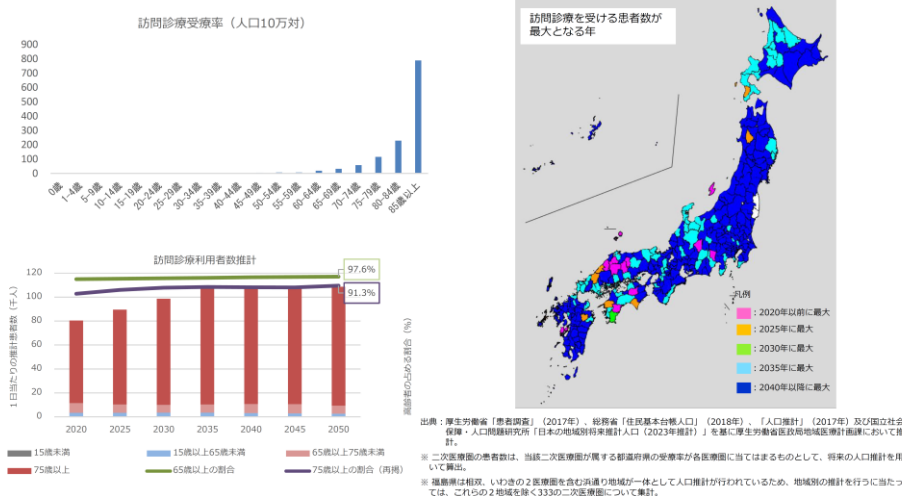 訪問診療受療率（人口10万対）
900
800
700
600
500
400
300
200
100
0
0歳
1-4歳
5-9歳
10-14歳
15-19歳
20-24歳
25-29歳
30-34歳
35-39歳
40-44歳
45-49歳
50-54歳
55-59歳
60-64歳
65-69歳
70-74歳
75-79歳
80-84歳
85歳以上
訪問診療利用者数推計
1日当たりの推計患者数（千人）
120
100
80
60
40
20
0
97.6%
91.3%
高齢者の占める割合（%）
2020 2025 2030 2035 2040 2045 2050
15歳未満 15歳以上65歳未満 65歳以上75歳未満
75歳以上 65歳以上の割合 75歳以上の割合（再掲）
訪問診療を受ける患者数が
最大となる年
凡例
：2020年以前に最大
：2025年に最大
：2030年に最大
：2035年に最大
：2040年以降に最大
出典：厚生労働省「患者調査」（2017年）、総務省「住民基本台帳人口」（2018年）、「人口推計」（2017年）及び国立社会
保障・人口問題研究所「日本の地域別将来推計人口（2023年推計）」を基に厚生労働省医政局地域医療計画課において推
計。
※ 二次医療圏の患者数は、当該二次医療圏が属する都道府県の受療率が各医療圏に当てはまるものとして、将来の人口推計を用
いて算出。
※ 福島県は相双、いわきの２医療圏を含む浜通り地域が一体として人口推計が行われているため、地域別の推計を行うに当たっ
ては、これらの２地域を除く333の二次医療圏について集計。